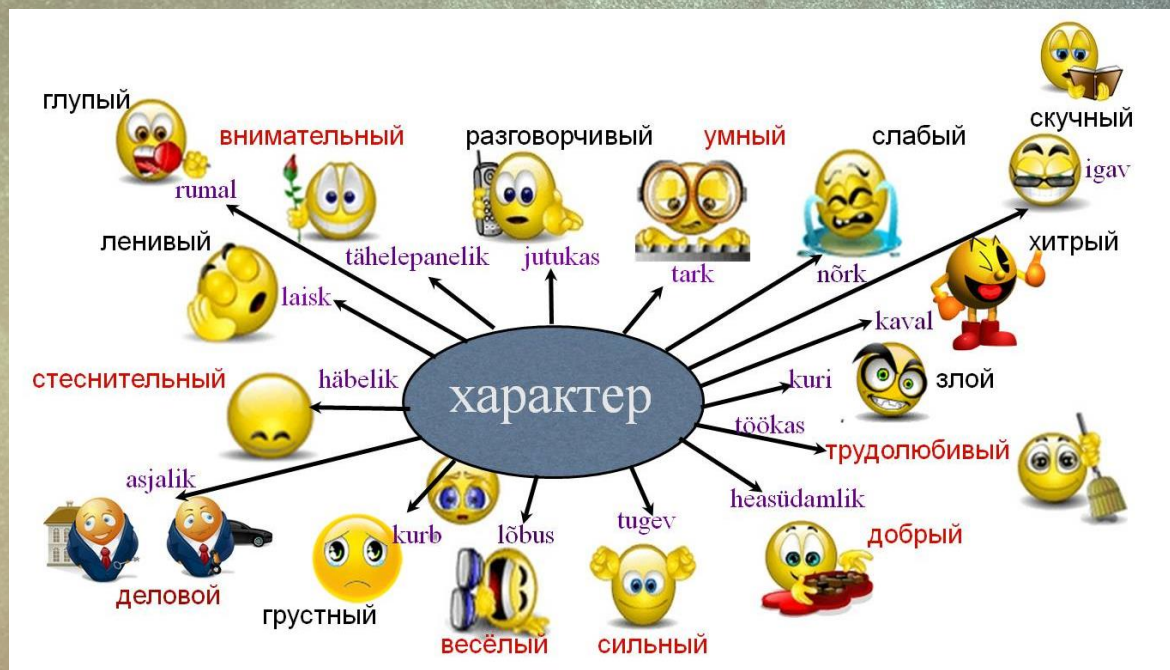 скучный
глупый
внимательный
разговорчивый
умный
слабый
igav
rumal
ленивый
tähelepanelik
jutukas
tark
nõrk
хитрый
laisk
kaval
стеснительный
häbelik
характер
kuri
злой
töökas
трудолюбивый
asjalik
heasüdamlik
kurb
lõbus
tugev
добрый
деловой
грустный
весёлый
сильный